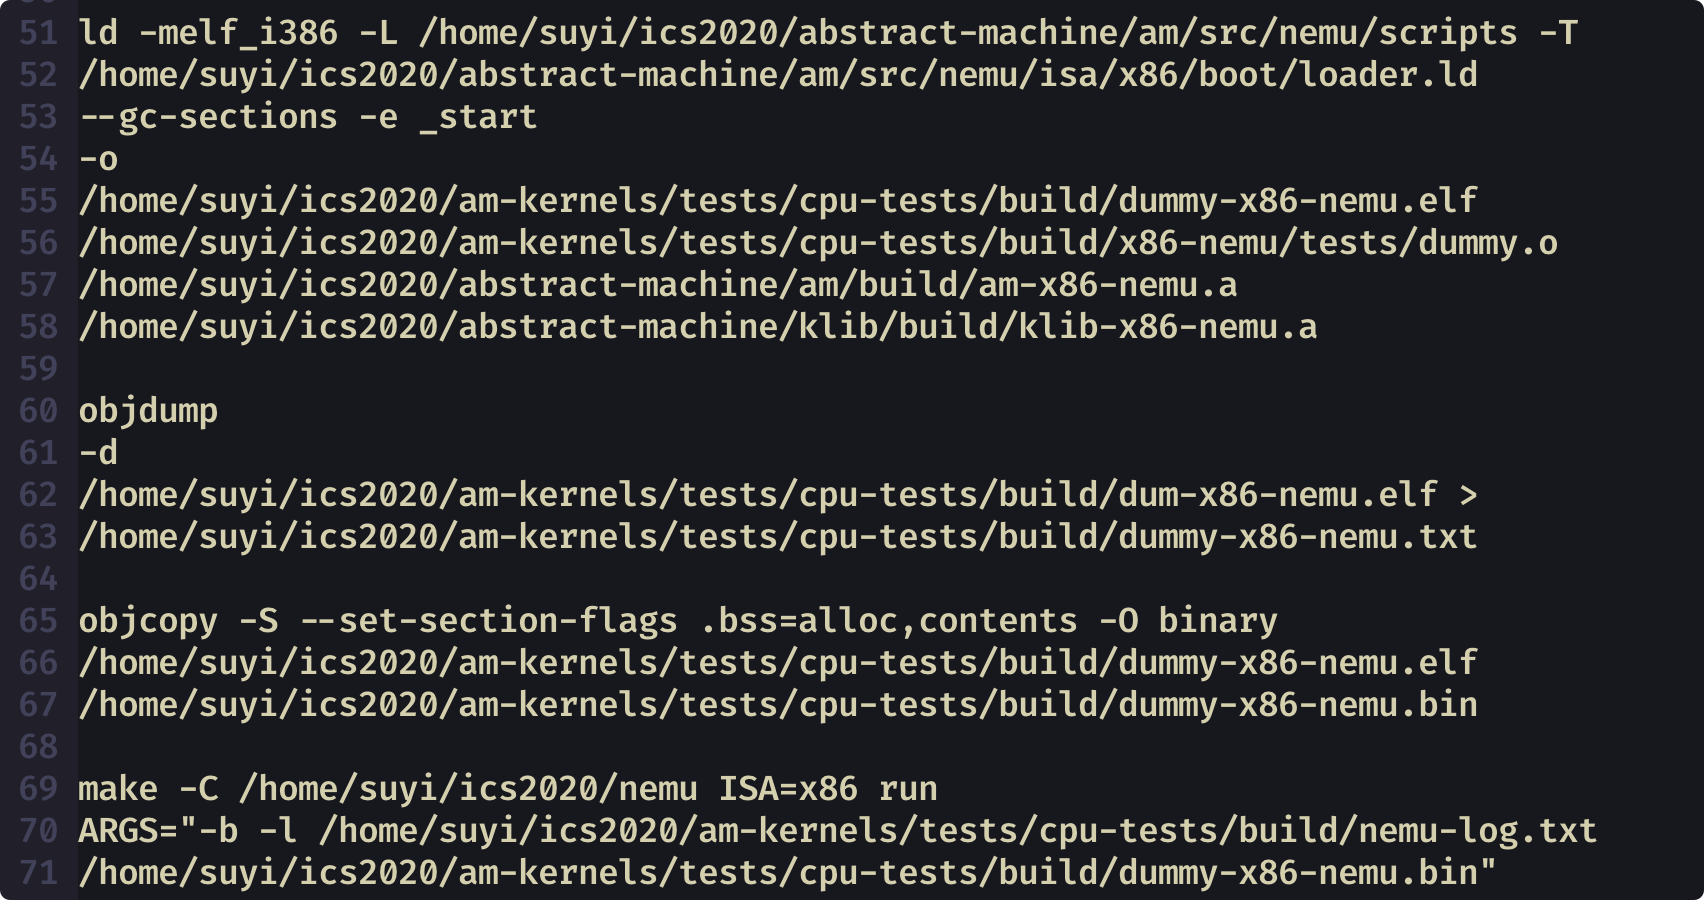 51 ld -melf_i386 -L /home/suyi/ics2020/abstract-machine/am/src/nemu/scripts -T
52 /home/suyi/ics2020/abstract-machine/am/src/nemu/isa/x86/boot/loader.ld
53 --gc-sections -e _start
54 -o
55 /home/suyi/ics2020/am-kernels/tests/cpu-tests/build/dummy-x86-nemu.elf
56 /home/suyi/ics2020/am-kernels/tests/cpu-tests/build/x86-nemu/tests/dummy.o
57 /home/suyi/ics2020/abstract-machine/am/build/am-x86-nemu.a
58 /home/suyi/ics2020/abstract-machine/klib/build/klib-x86-nemu.a
59
60 objdump
61 -d
62 /home/suyi/ics2020/am-kernels/tests/cpu-tests/build/dum-x86-nemu.elf >
63 /home/suyi/ics2020/am-kernels/tests/cpu-tests/build/dummy-x86-nemu.txt
64
65 objcopy -S --set-section-flags .bss=alloc,contents -O binary
66 /home/suyi/ics2020/am-kernels/tests/cpu-tests/build/dummy-x86-nemu.elf
67 /home/suyi/ics2020/am-kernels/tests/cpu-tests/build/dummy-x86-nemu.bin
68
69 make -C /home/suyi/ics2020/nemu ISA=x86 run
70 ARGS="-b -l /home/suyi/ics2020/am-kernels/tests/cpu-tests/build/nemu-log.txt
71 /home/suyi/ics2020/am-kernels/tests/cpu-tests/build/dummy-x86-nemu.bin"